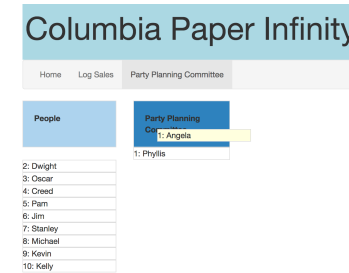 Columbia Paper Infinity
Home Log Sales Party Planning Committee
People
Party Planning
1: Angela
1: Phyllis
2: Dwight
3: Oscar
4: Creed
5: Pam
6: Jim
7: Stanley
8: Michael
9: Kevin
10: Kelly